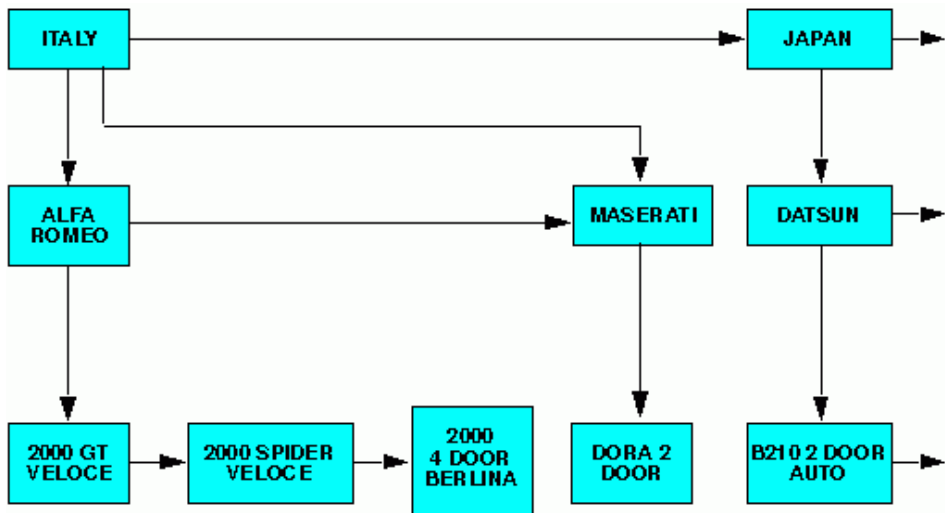 ITALY
JAPAN
ALFA
ROMEO
MASERATI
DATSUN
2000 GT
VELOCE
2000 SPIDER
VELOCE
2000
4 DOOR
BERLINA
DORA 2
DOOR
B210 2 DOOR
AUTO